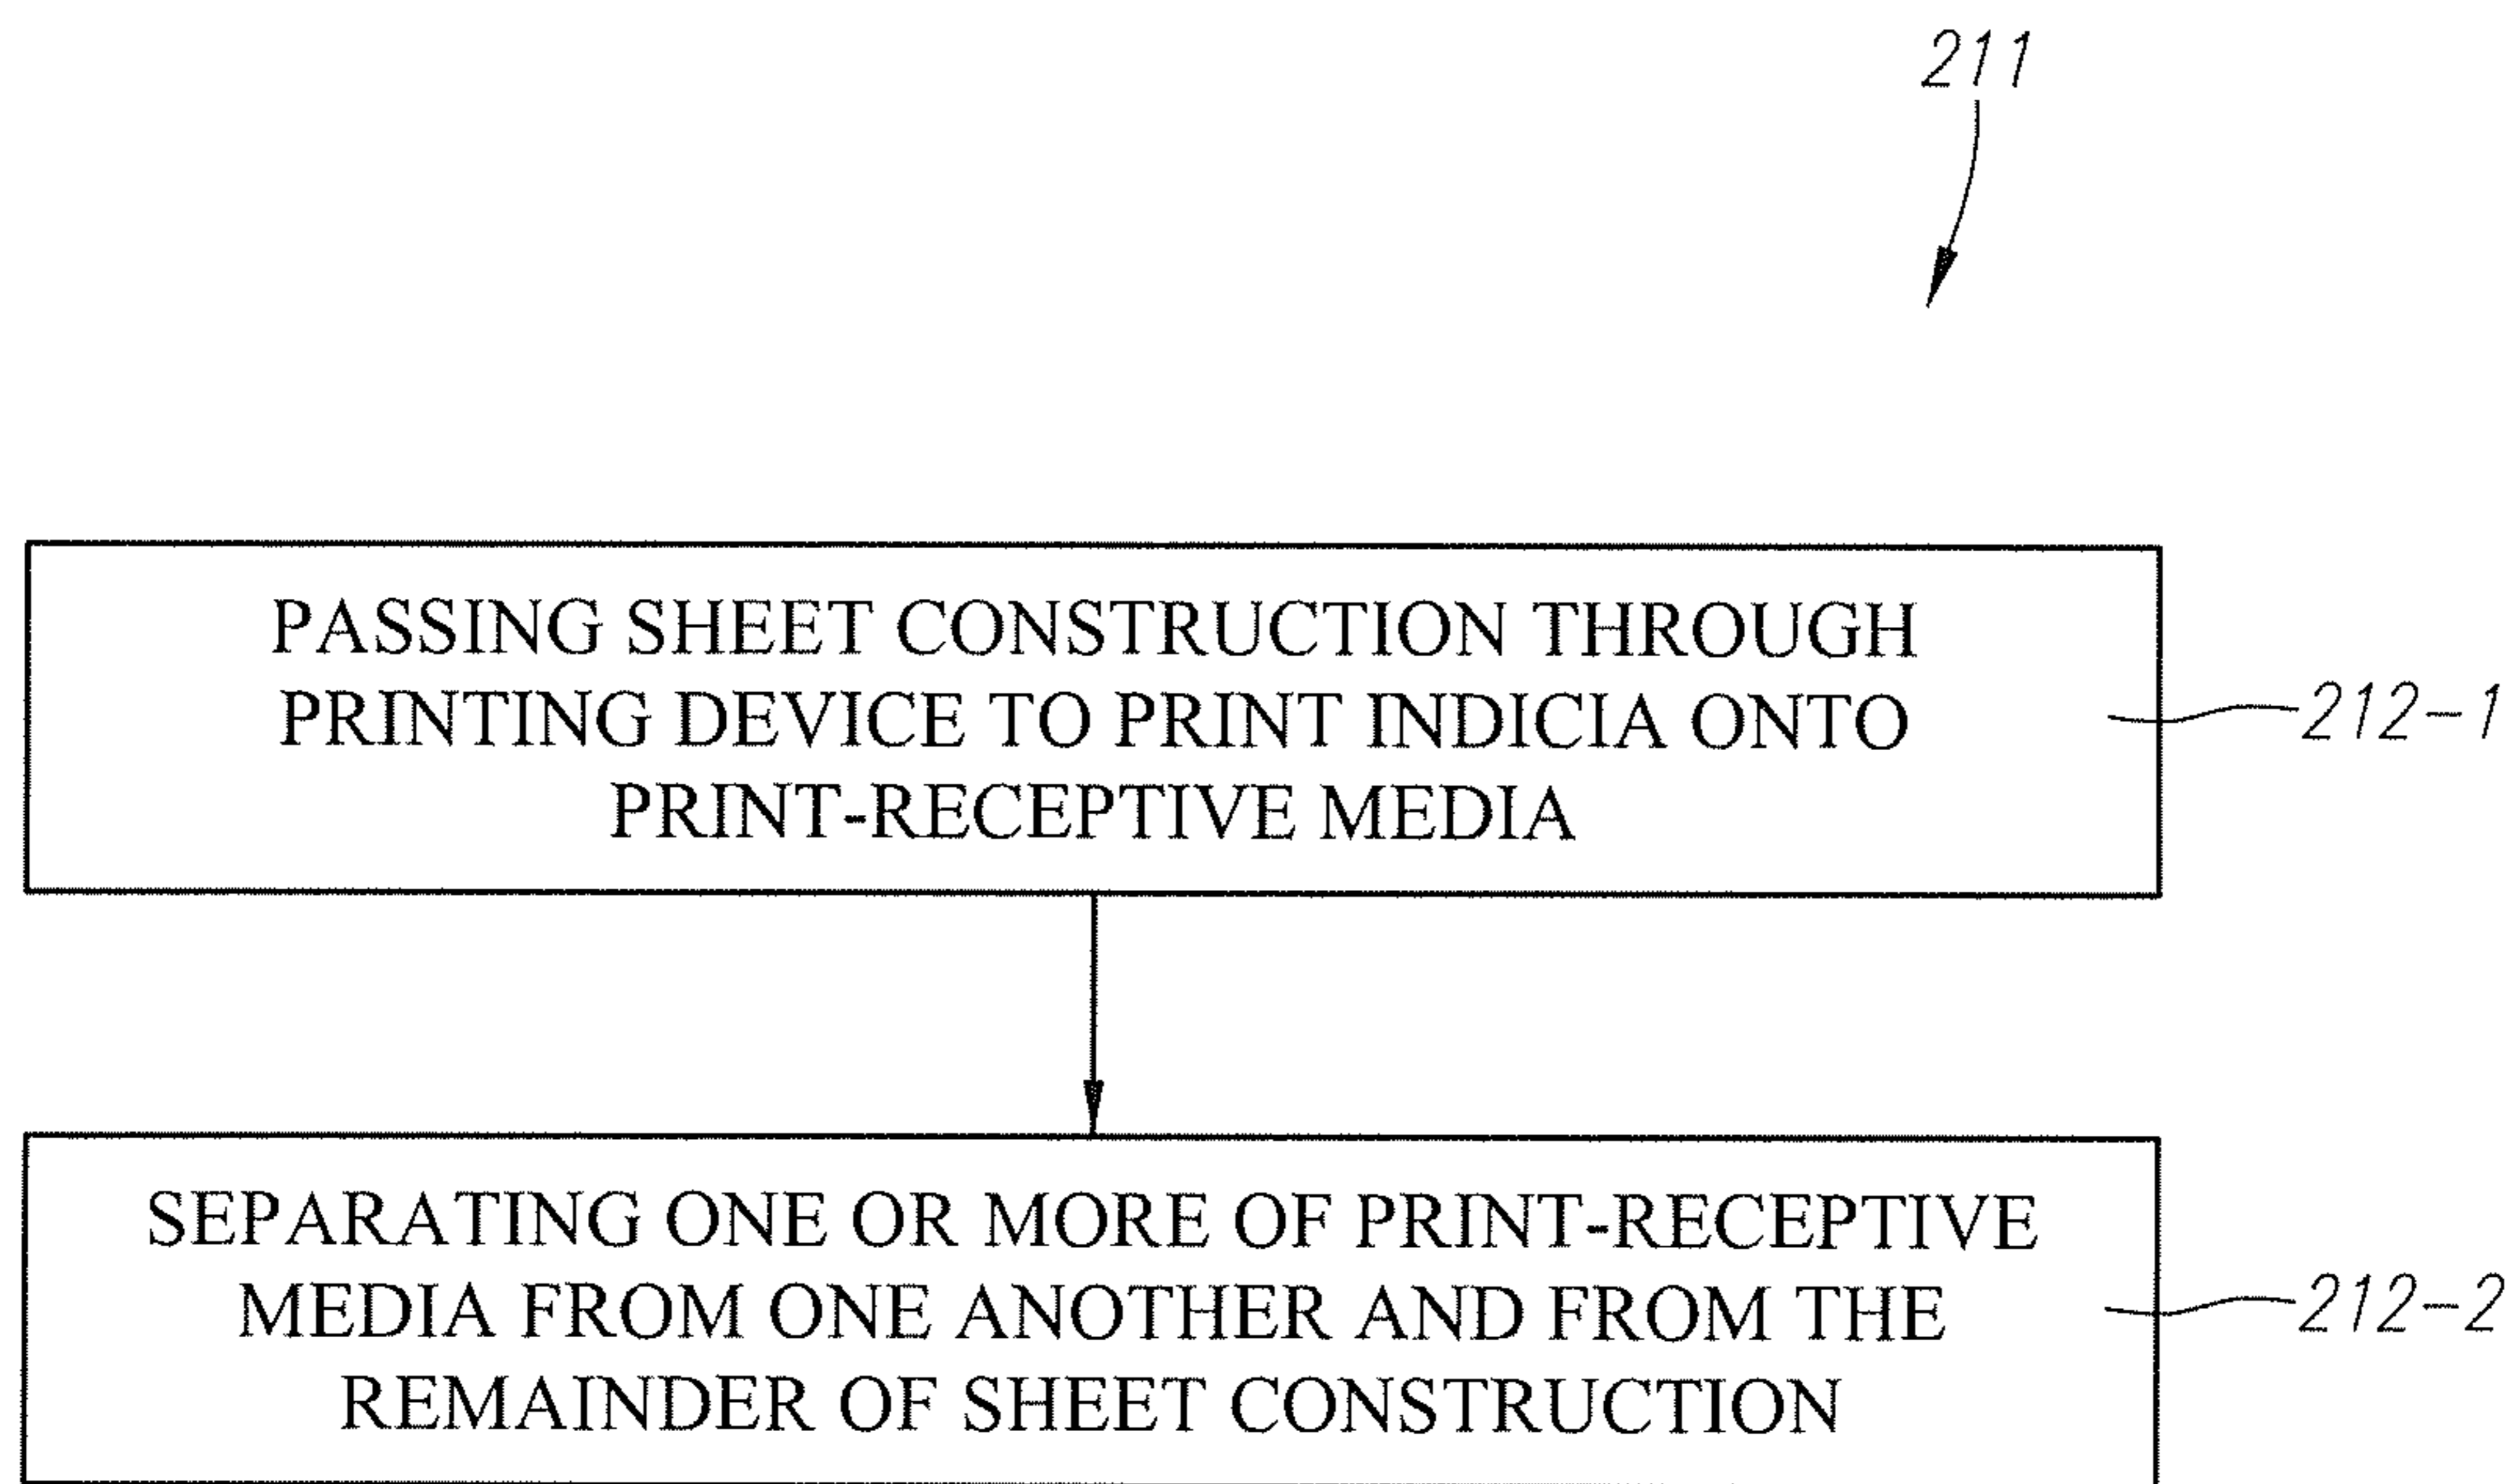 211
PASSING SHEET CONSTRUCTION THROUGH
PRINTING DEVICE TO PRINT INDICIA ONTO
PRINT-RECEPTIVE MEDIA
212-1
SEPARATING ONE OR MORE OF PRINT-RECEPTIVE
MEDIA FROM ONE ANOTHER AND FROM THE
REMAINDER OF SHEET CONSTRUCTION
212-2